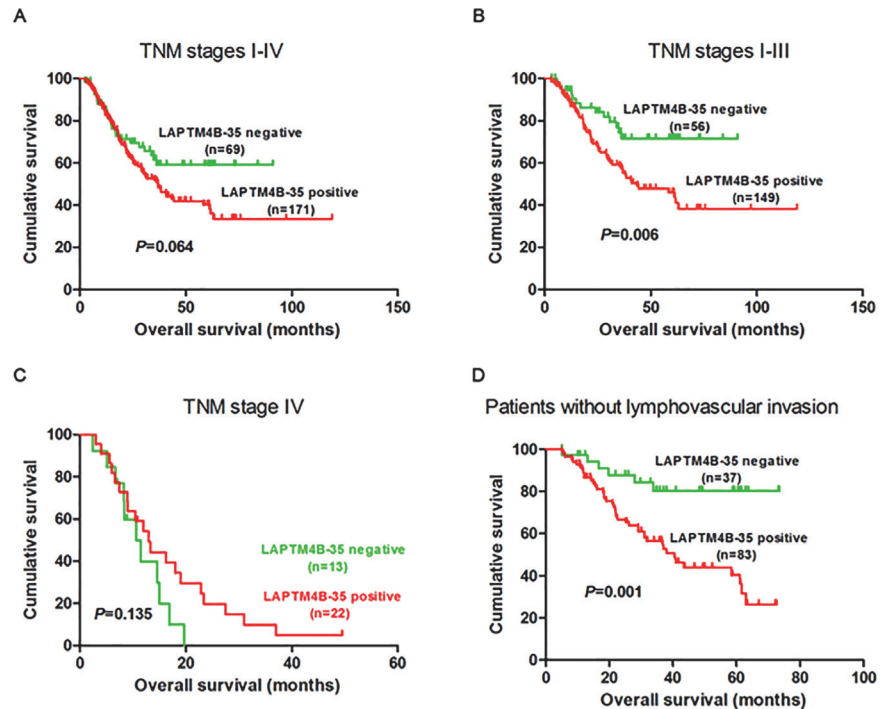 A
TNM stages I-IV
100
80
60
40
20
0
Cumulative survival
LAPTM4B-35 negative
(n=69)
LAPTM4B-35 positive
(n=171)
P=0.064
0 50 100 150
Overall survival (months)
B
TNM stages I-III
100
80
60
40
20
0
Cumulative survival
LAPTM4B-35 negative
(n=56)
LAPTM4B-35 positive
(n=149)
P=0.006
0 50 100 150
Overall survival (months)
C
TNM stage IV
100
80
60
40
20
0
Cumulative survival
LAPTM4B-35 negative
(n=13)
LAPTM4B-35 positive
(n=22)
P=0.135
0 20 40 60
Overall survival (months)
D
Patients without lymphovascular invasion
100
80
60
40
20
0
Cumulative survival
LAPTM4B-35 negative
(n=37)
LAPTM4B-35 positive
(n=83)
P=0.001
0 20 40 60 80 100
Overall survival (months)